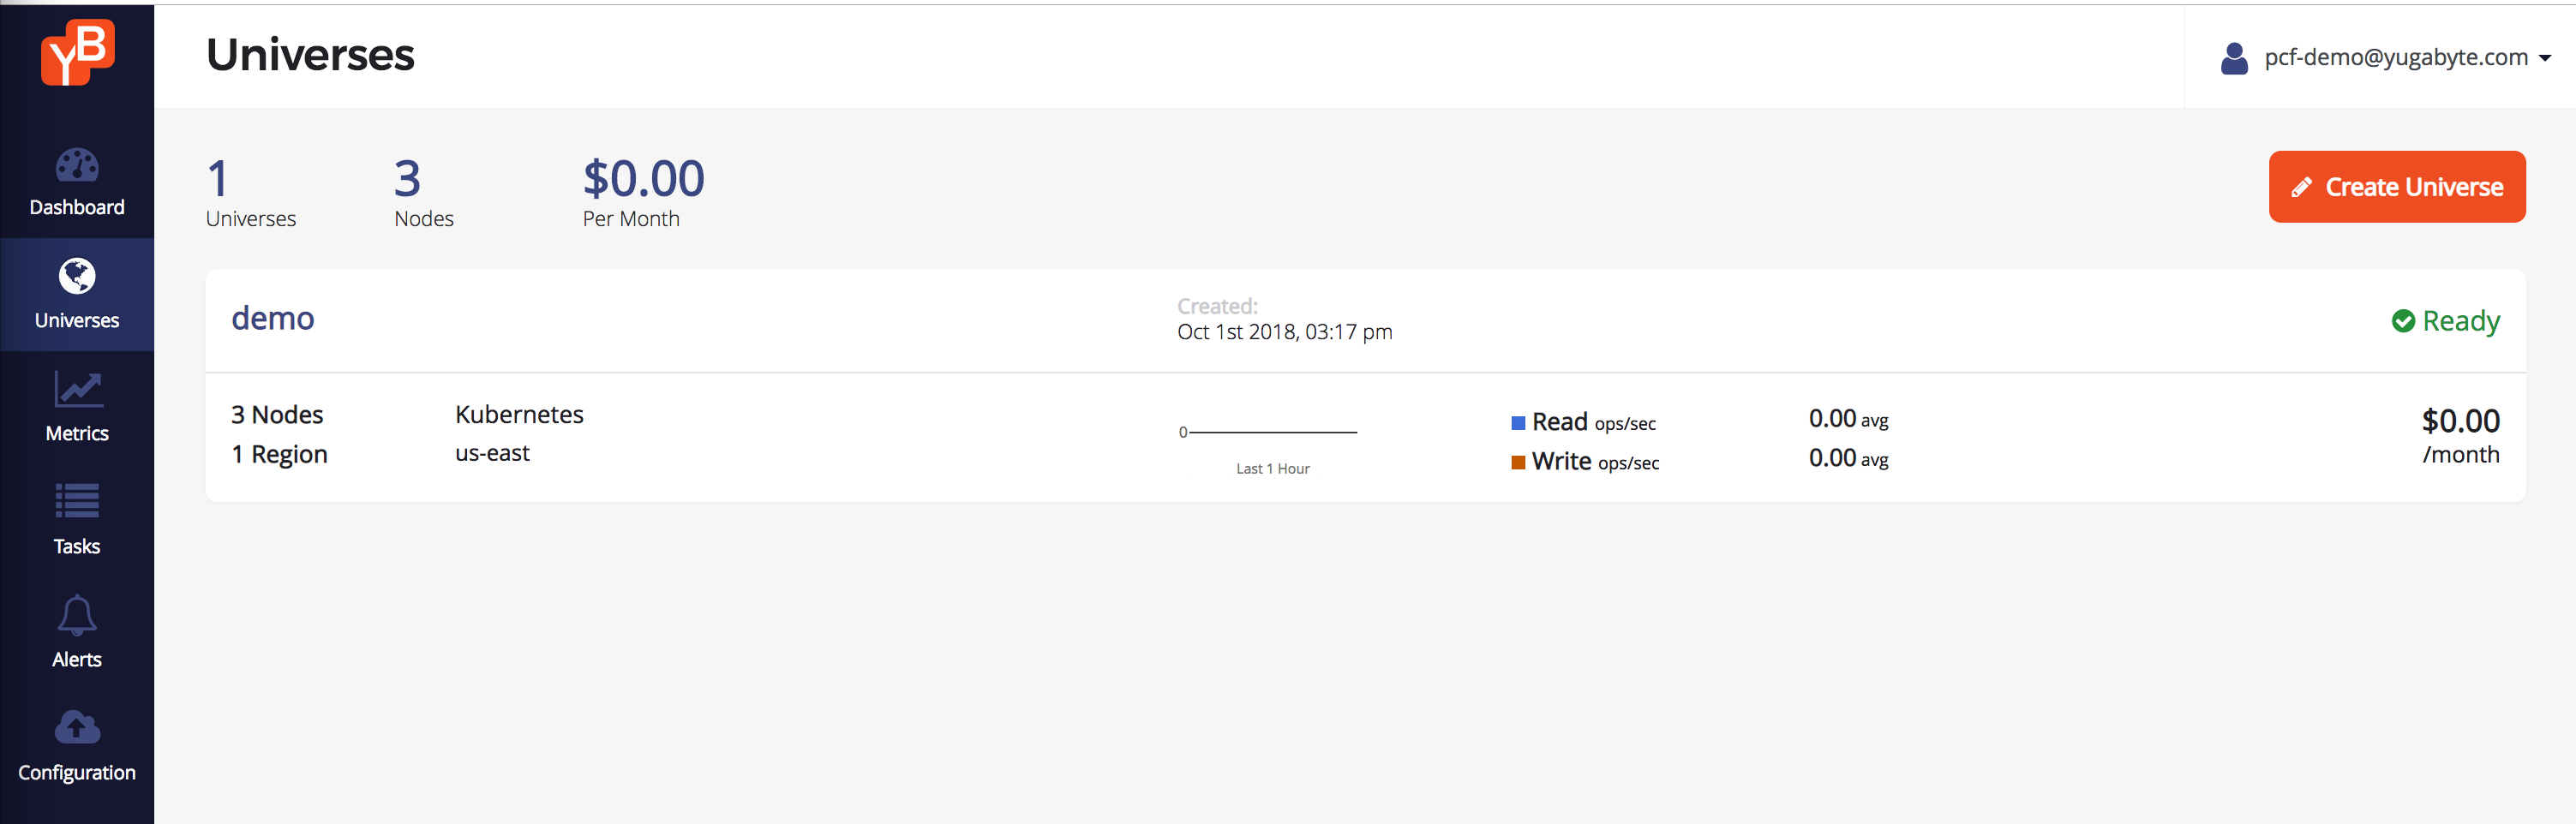 YB
Universes
pcf-demo@yugabyte.com
Dashboard
Universes
Metrics
Tasks
Alerts
Configuration
1
Universes
3
Nodes
$0.00
Per Month
Create Universe
demo
Created:
Oct 1st 2018, 03:17 pm
Ready
3 Nodes Kubernetes
1 Region us-east
0
Last 1 Hour
Read ops/sec 0.00 avg
Write ops/sec 0.00 avg
$0.00
/month